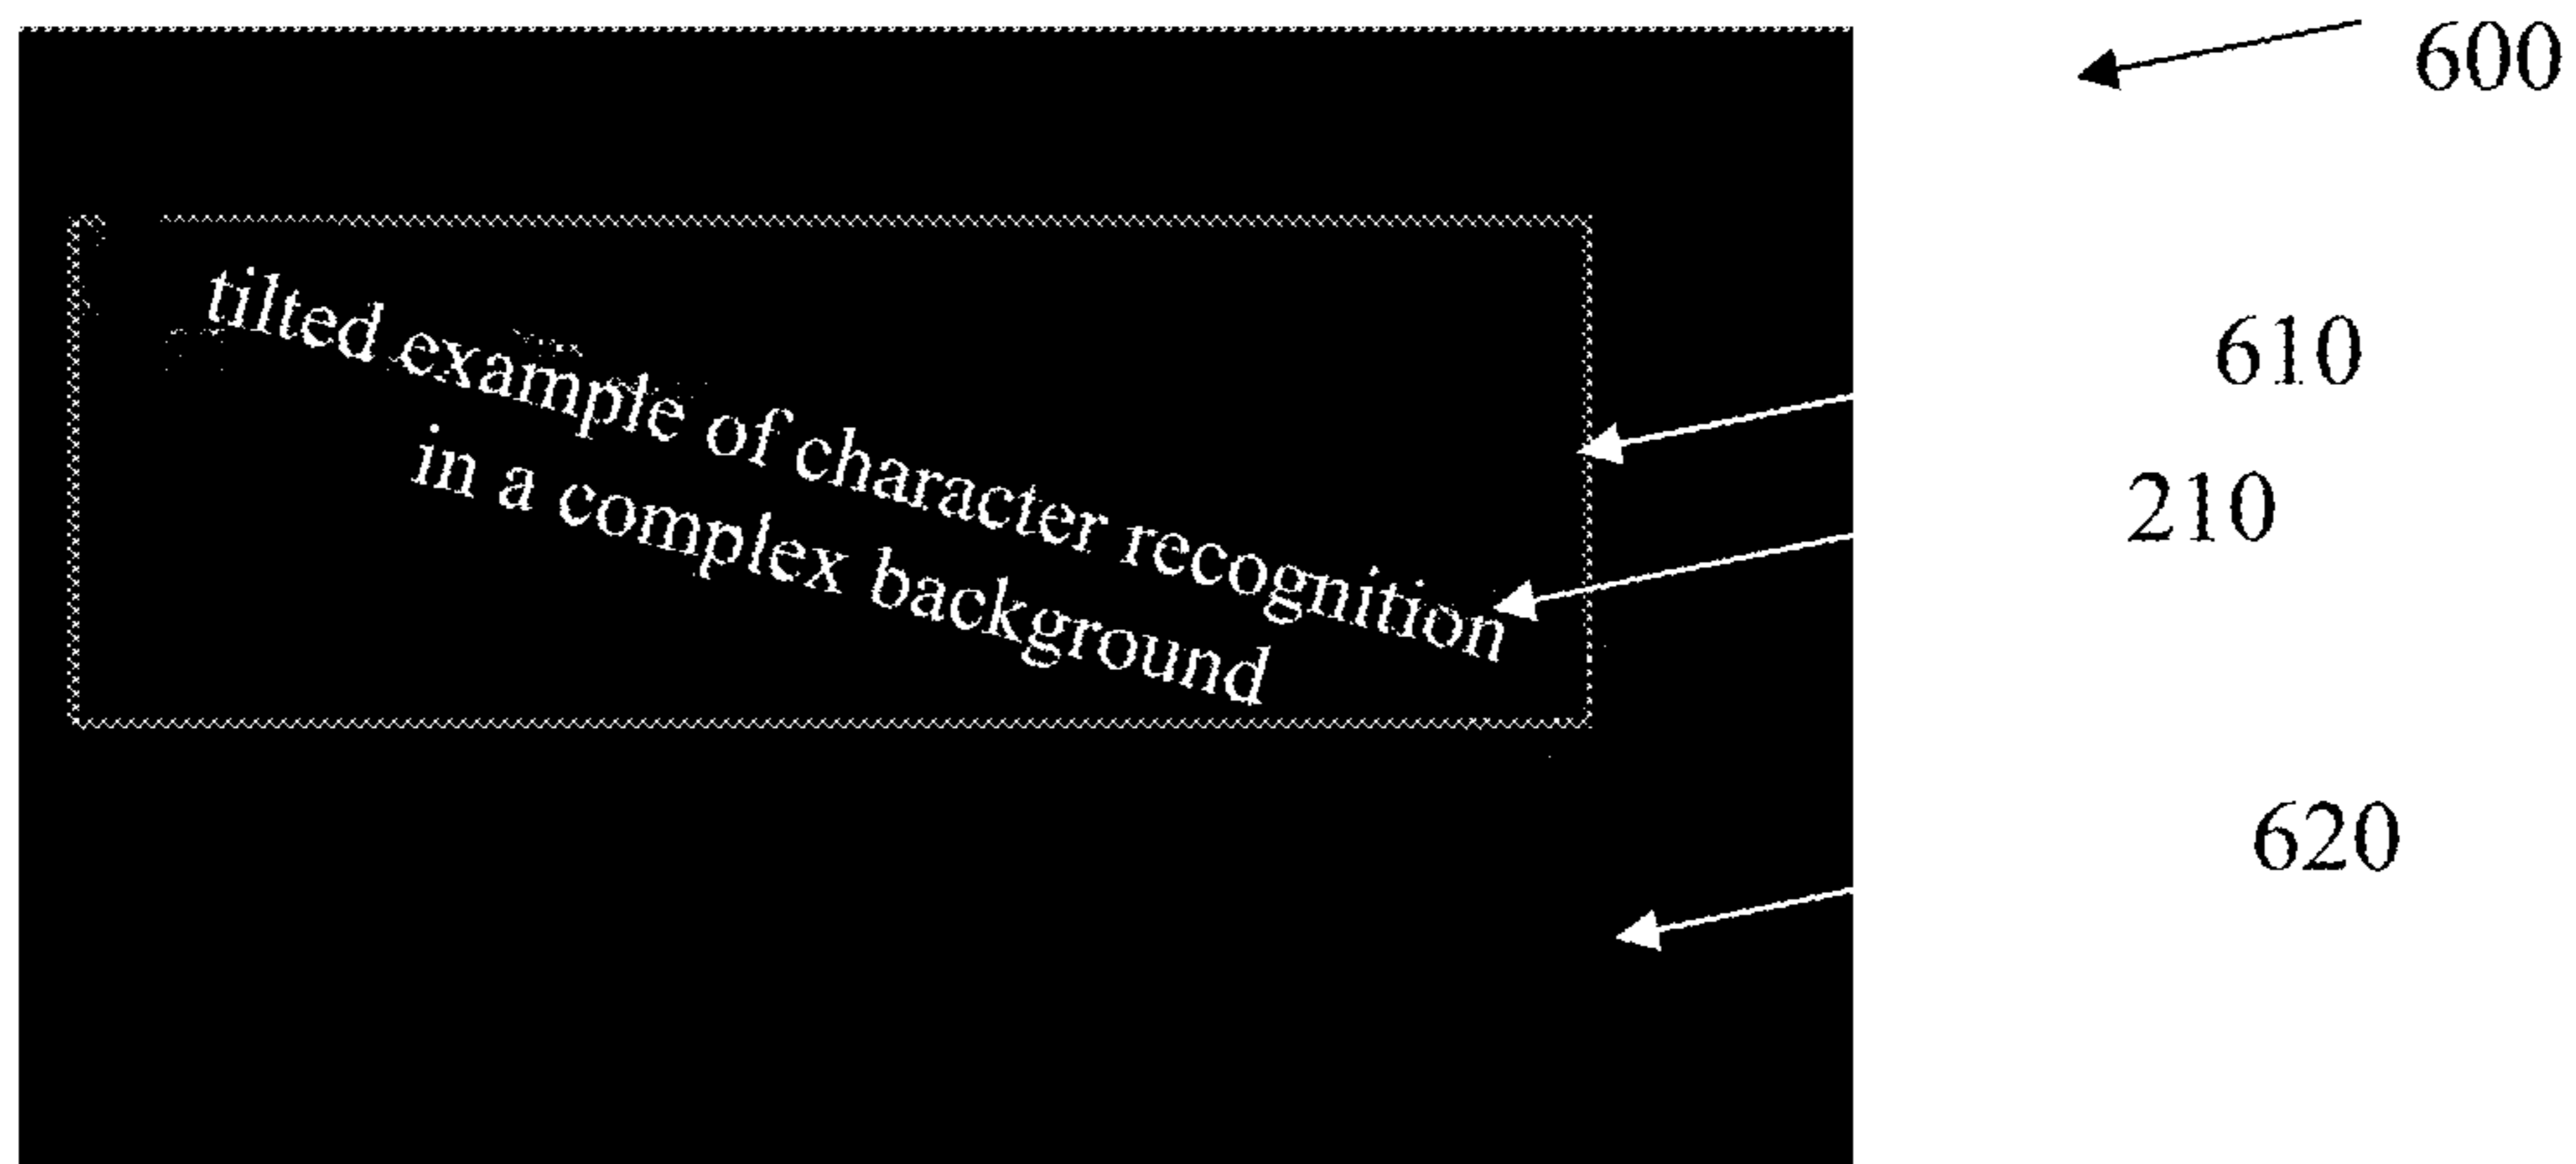 600
610
tilted example of character recognition
in a complex background
210
620